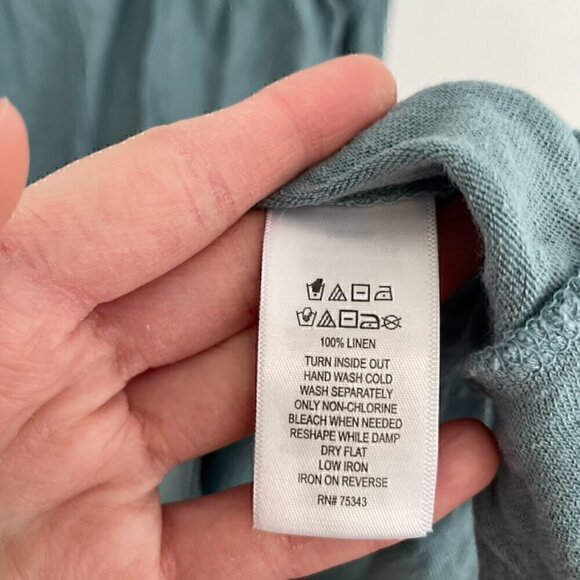 100% LINEN
TURN INSIDE OUT
HAND WASH COLD
WASH SEPARATELY
ONLY NON-CHLORINE
BLEACH WHEN NEEDED
RESHAPE WHILE DAMP
DRY FLAT
LOW IRON
IRON ON REVERSE
RN# 75343